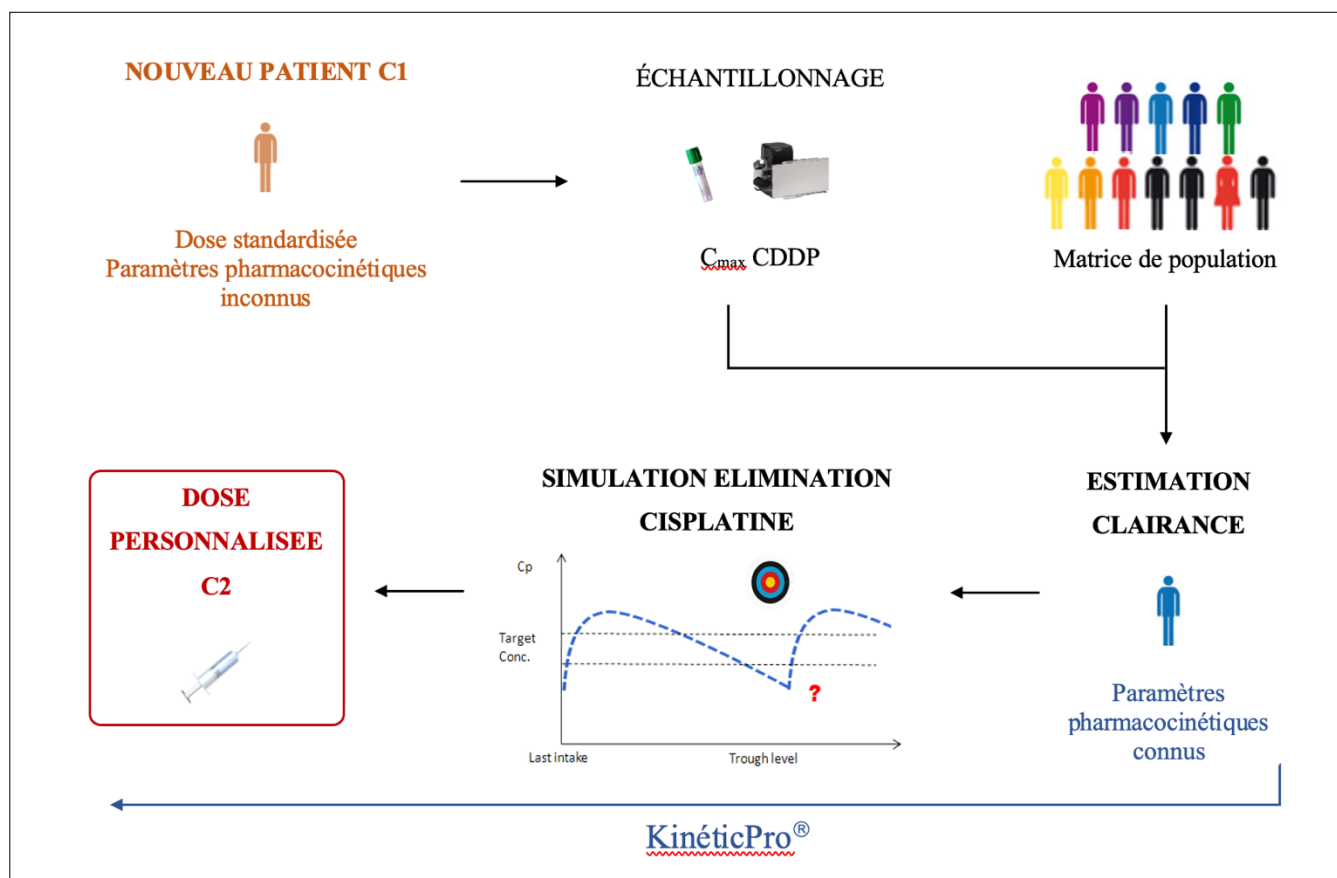 NOUVEAU PATIENT C1
Dose standardisée
Paramètres pharmacocinétiques
inconnus
ÉCHANTILLONNAGE
Cmax CDDP
Matrice de population
ESTIMATION
CLAIRANCE
Paramètres
pharmacocinétiques
connus
SIMULATION ELIMINATION
CISPLATINE
Cp
Target
Conc.
?
Last intake
Trough level
DOSE
PERSONNALISEE
C2
KinéticPro®